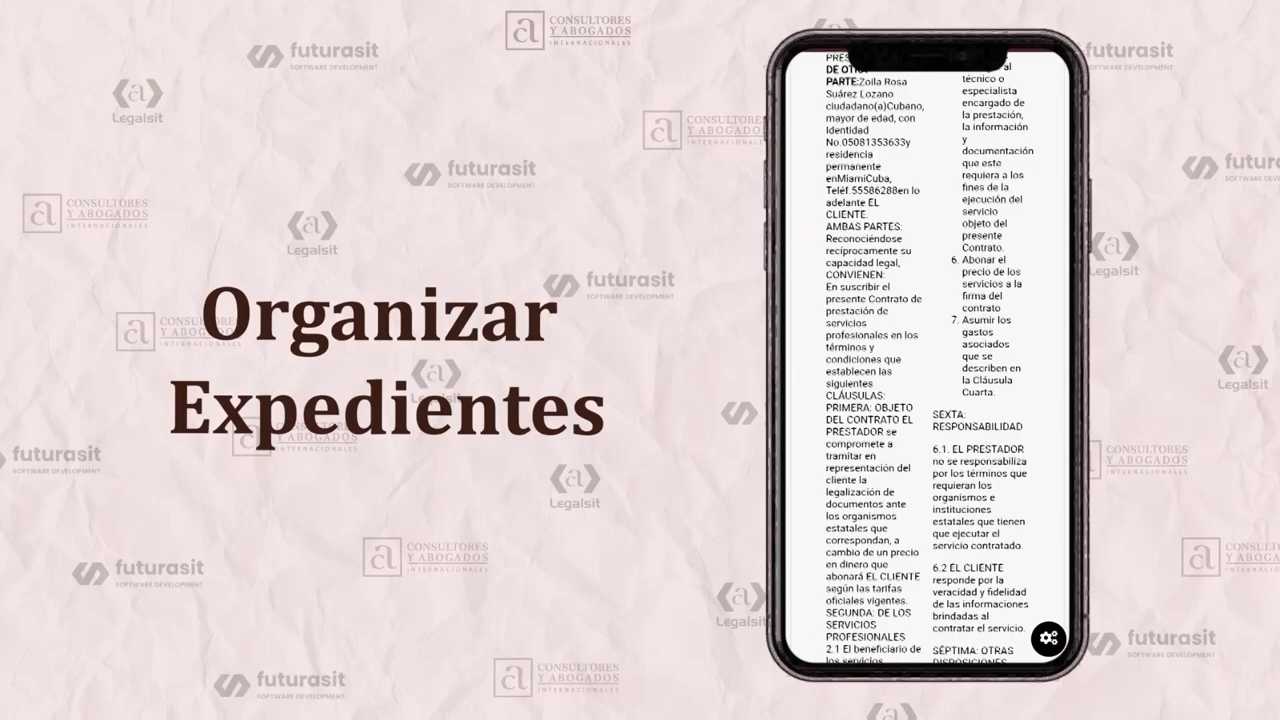 Organizar
Expedientes
DE OTRA
PARTE:Zoila Rosa
Suárez Lozano
ciudadano(a)Cubano,
mayor de edad, con
Identidad
No.05081353633y
residencia
permanente
enMiamiCuba,
Teléf.55586288en lo
adelante EL
CLIENTE.
AMBAS PARTES:
Reconociéndose
recíprocamente su
capacidad legal,
CONVIENEN:
En suscribir el
presente Contrato de
prestación de
servicios
profesionales en los
términos y
condiciones que
establecen las
siguientes
CLÁUSULAS:
PRIMERA: OBJETO
DEL CONTRATO EL
PRESTADOR se
compromete a
tramitar en
representación del
cliente la
legalización de
documentos ante
los organismos
estatales que
correspondan, a
cambio de un precio
en dinero que
abonará EL CLIENTE
según las tarifas
oficiales vigentes.
SEGUNDA: DE LOS
SERVICIOS
PROFESIONALES
2.1 El beneficiario de
los servicios
al
técnico o
especialista
encargado de
la prestación,
la información
y
documentación
que este
requiera a los
fines de la
ejecución del
servicio
objeto del
presente
Contrato.
6. Abonar el
precio de los
servicios a la
firma del
contrato
7. Asumir los
gastos
asociados
que se
describen en
la Cláusula
Cuarta.
SEXTA:
RESPONSABILIDAD
6.1. EL PRESTADOR
no se responsabiliza
por los términos que
requieran los
organismos e
instituciones
estatales que tienen
que ejecutar el
servicio contratado.
6.2 EL CLIENTE
responde por la
veracidad y fidelidad
de las informaciones
brindadas al
contratar el servicio.
SÉPTIMA: OTRAS
DISPOSICIONES
futurasit
SOFTWARE DEVELOPMENT
a CONSULTORES
Y ABOGADOS
INTERNACIONALES
Legalsit